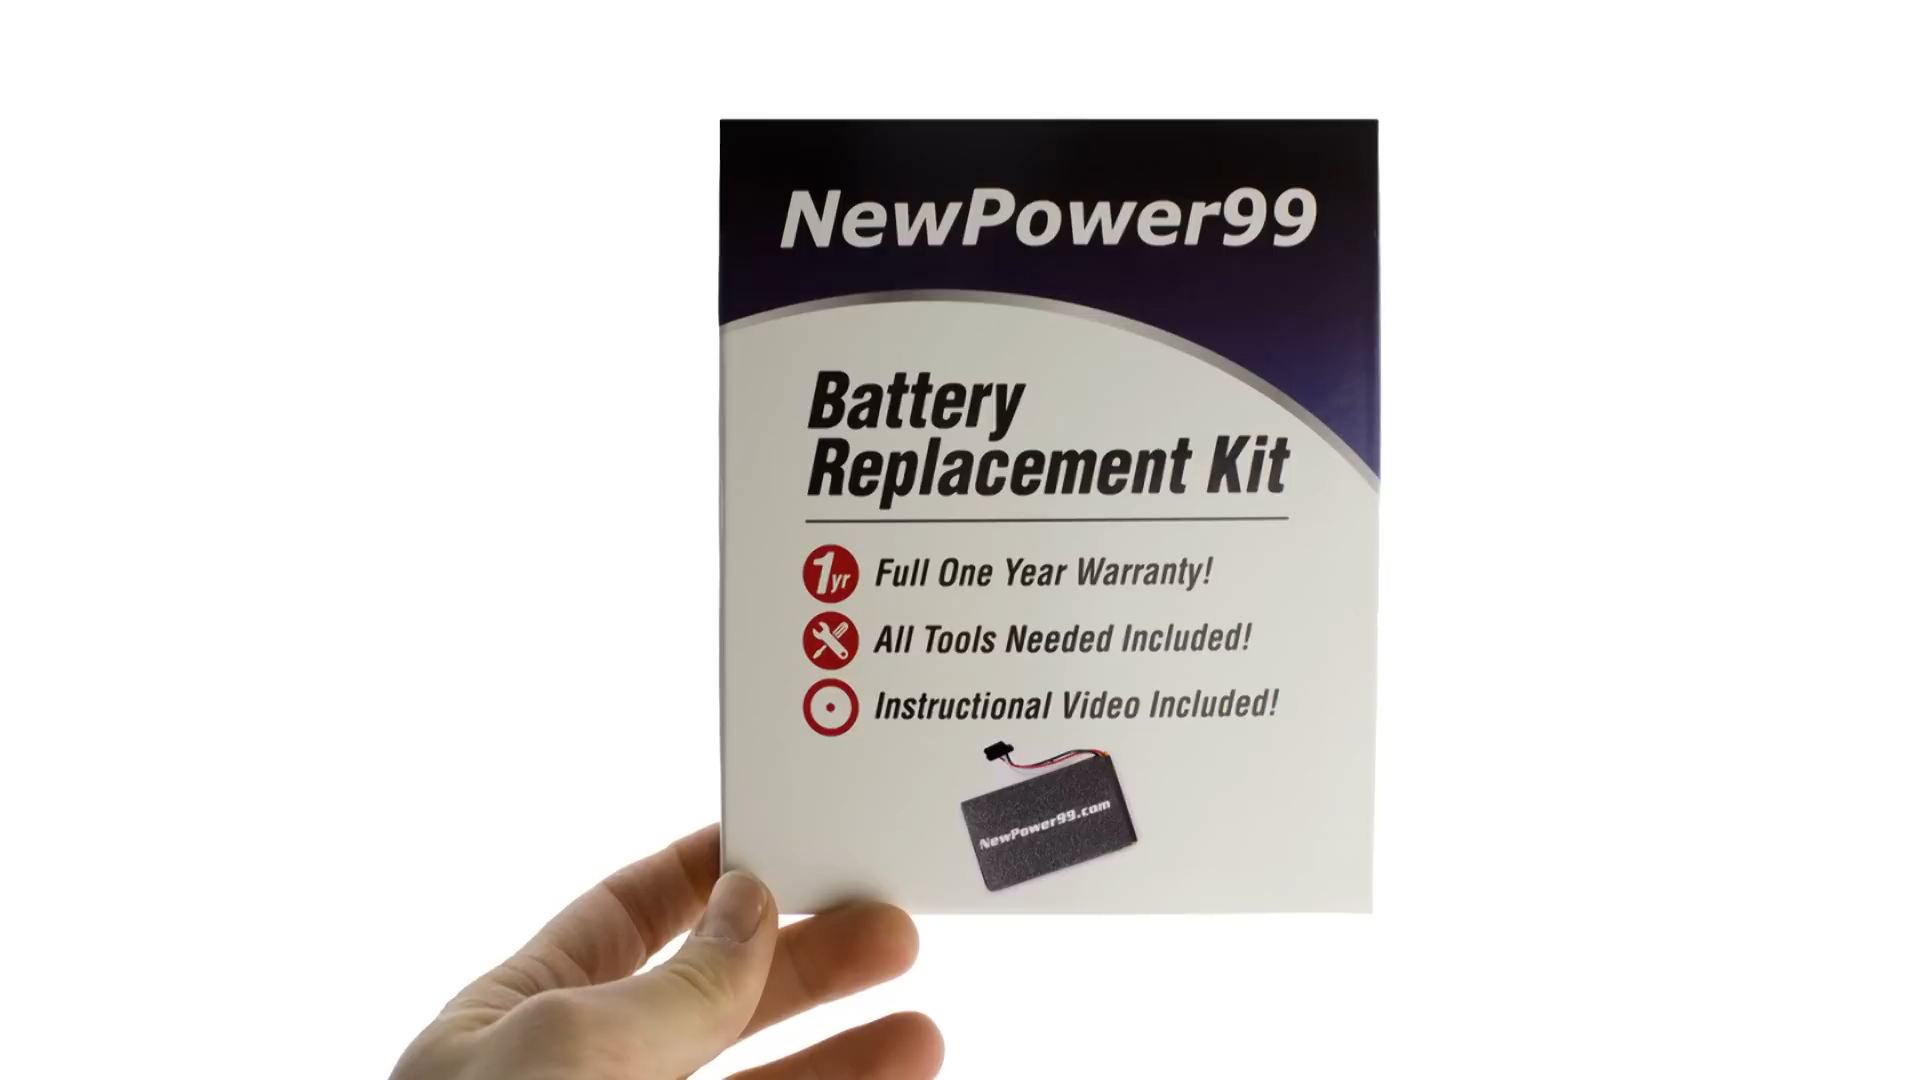 NewPower99
Battery
Replacement Kit
1yr Full One Year Warranty!
All Tools Needed Included!
Instructional Video Included!
NewPower99.com